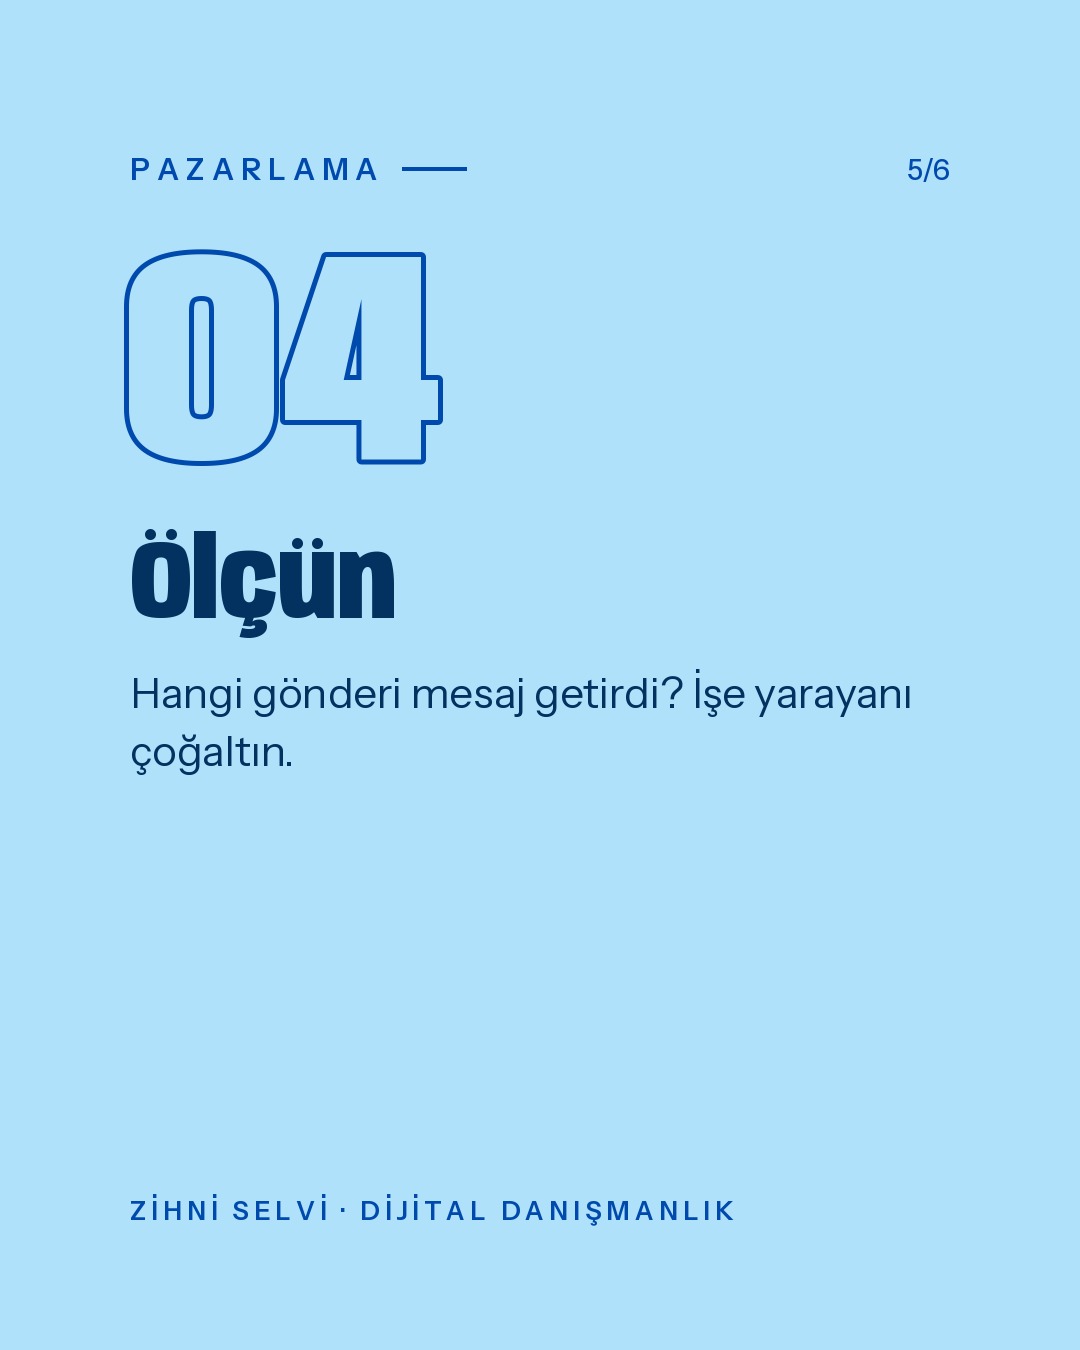 PAZARLAMA
5/6
04
Ölçün
Hangi gönderi mesaj getirdi? İşe yarayanı
çoğaltın.
ZİHNİ SELVİ · DİJİTAL DANIŞMANLIK